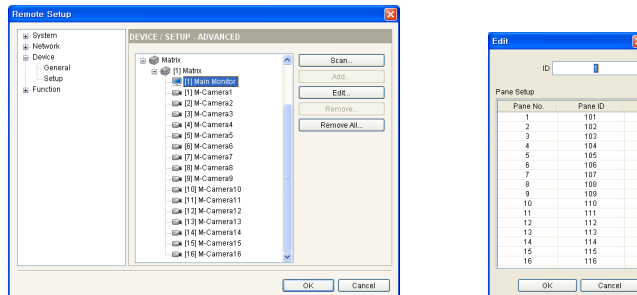 Remote Setup
System
Network
Device
General
Setup
Function
DEVICE / SETUP - ADVANCED
Matrix
[1] Matrix
[1] Main Monitor
[1] M-Camera1
[2] M-Camera2
[3] M-Camera3
[4] M-Camera4
[5] M-Camera5
[6] M-Camera6
[7] M-Camera7
[8] M-Camera8
[9] M-Camera9
[10] M-Camera10
[11] M-Camera11
[12] M-Camera12
[13] M-Camera13
[14] M-Camera14
[15] M-Camera15
[16] M-Camera16
Scan...
Add...
Edit...
Remove...
Remove All...
OK Cancel
Edit
ID 1
Pane Setup
Pane No. Pane ID
1 101
2 102
3 103
4 104
5 105
6 106
7 107
8 108
9 109
10 110
11 111
12 112
13 113
14 114
15 115
16 116
OK Cancel